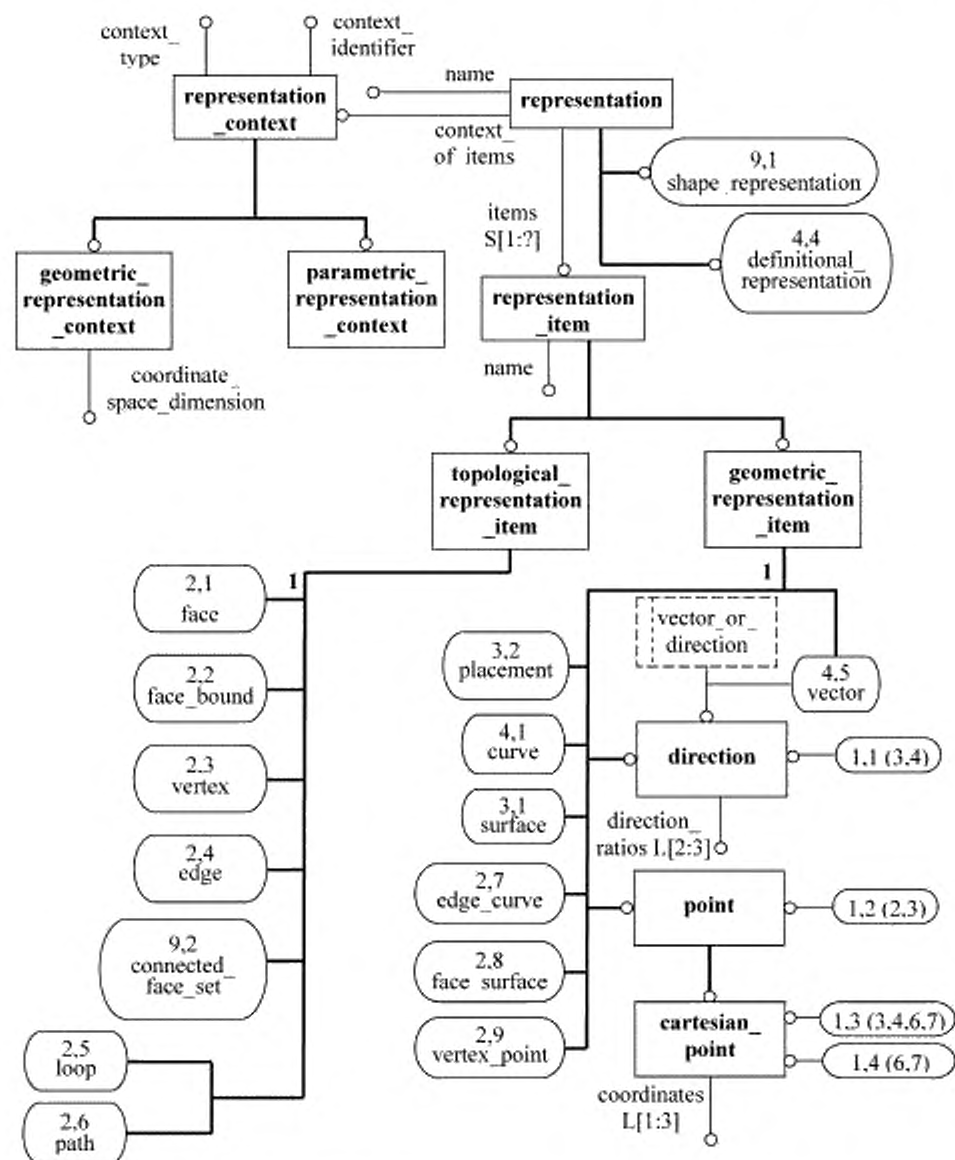 context_
type
context_
identifier
representation
_context
name
representation
context_
of items
9,1
shape_representation
items
S[1:?]
4,4
definitional_
representation
geometric_
representation
_context
parametric_
representation
_context
representation
_item
name
coordinate_
space_dimension
topological_
representation
_item
geometric_
representation
_item
1
1
2,1
face
vector_or_
direction
3,2
placement
4,5
vector
2,2
face_bound
4,1
curve
direction
1,1 (3,4)
2,3
vertex
3,1
surface
direction_
ratios L[2:3]
2,4
edge
2,7
edge_curve
point
1,2 (2,3)
9,2
connected_
face_set
2,8
face surface
cartesian_
point
1,3 (3,4,6,7)
1,4 (6,7)
2,9
vertex_point
2,5
loop
coordinates
L[1:3]
2,6
path